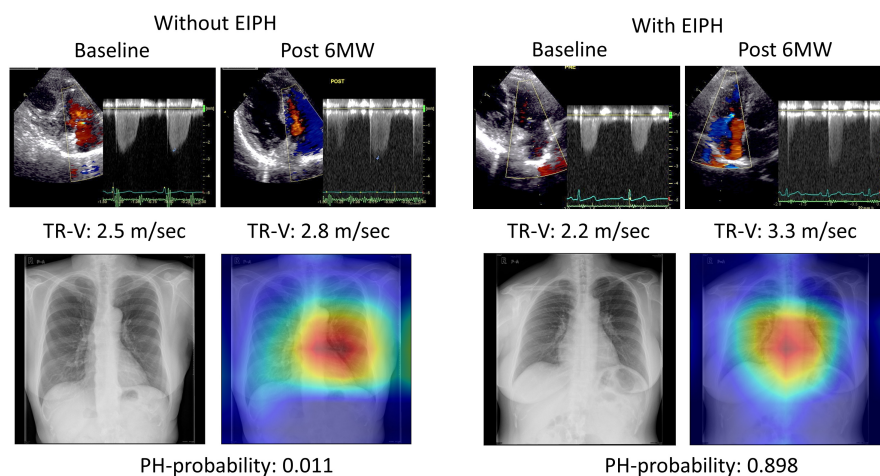 Without EIPH
Baseline Post 6MW
POST
TR-V: 2.5 m/sec TR-V: 2.8 m/sec
PH-probability: 0.011
With EIPH
Baseline Post 6MW
PRE
TR-V: 2.2 m/sec TR-V: 3.3 m/sec
PH-probability: 0.898